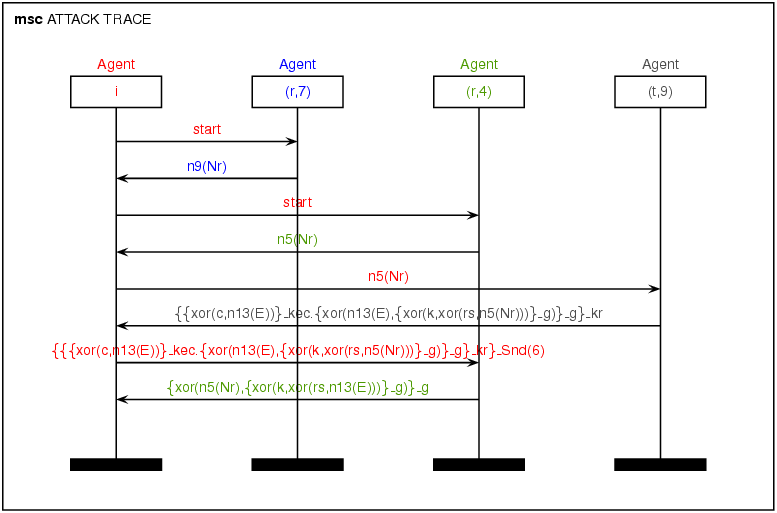 msc ATTACK TRACE
Agent Agent Agent Agent
i (r,7) (r,4) (t,9)
start
n9(Nr)
start
n5(Nr)
n5(Nr)
{{xor(c,n13(E))}_kec.{xor(n13(E),{xor(k,xor(rs,n5(Nr)))}_g)}_g}_kr
{{{xor(c,n13(E))}_kec.{xor(n13(E),{xor(k,xor(rs,n5(Nr)))}_g)}_g}_kr}_Snd(6)
{xor(n5(Nr),{xor(k,xor(rs,n13(E)))}_g)}_g